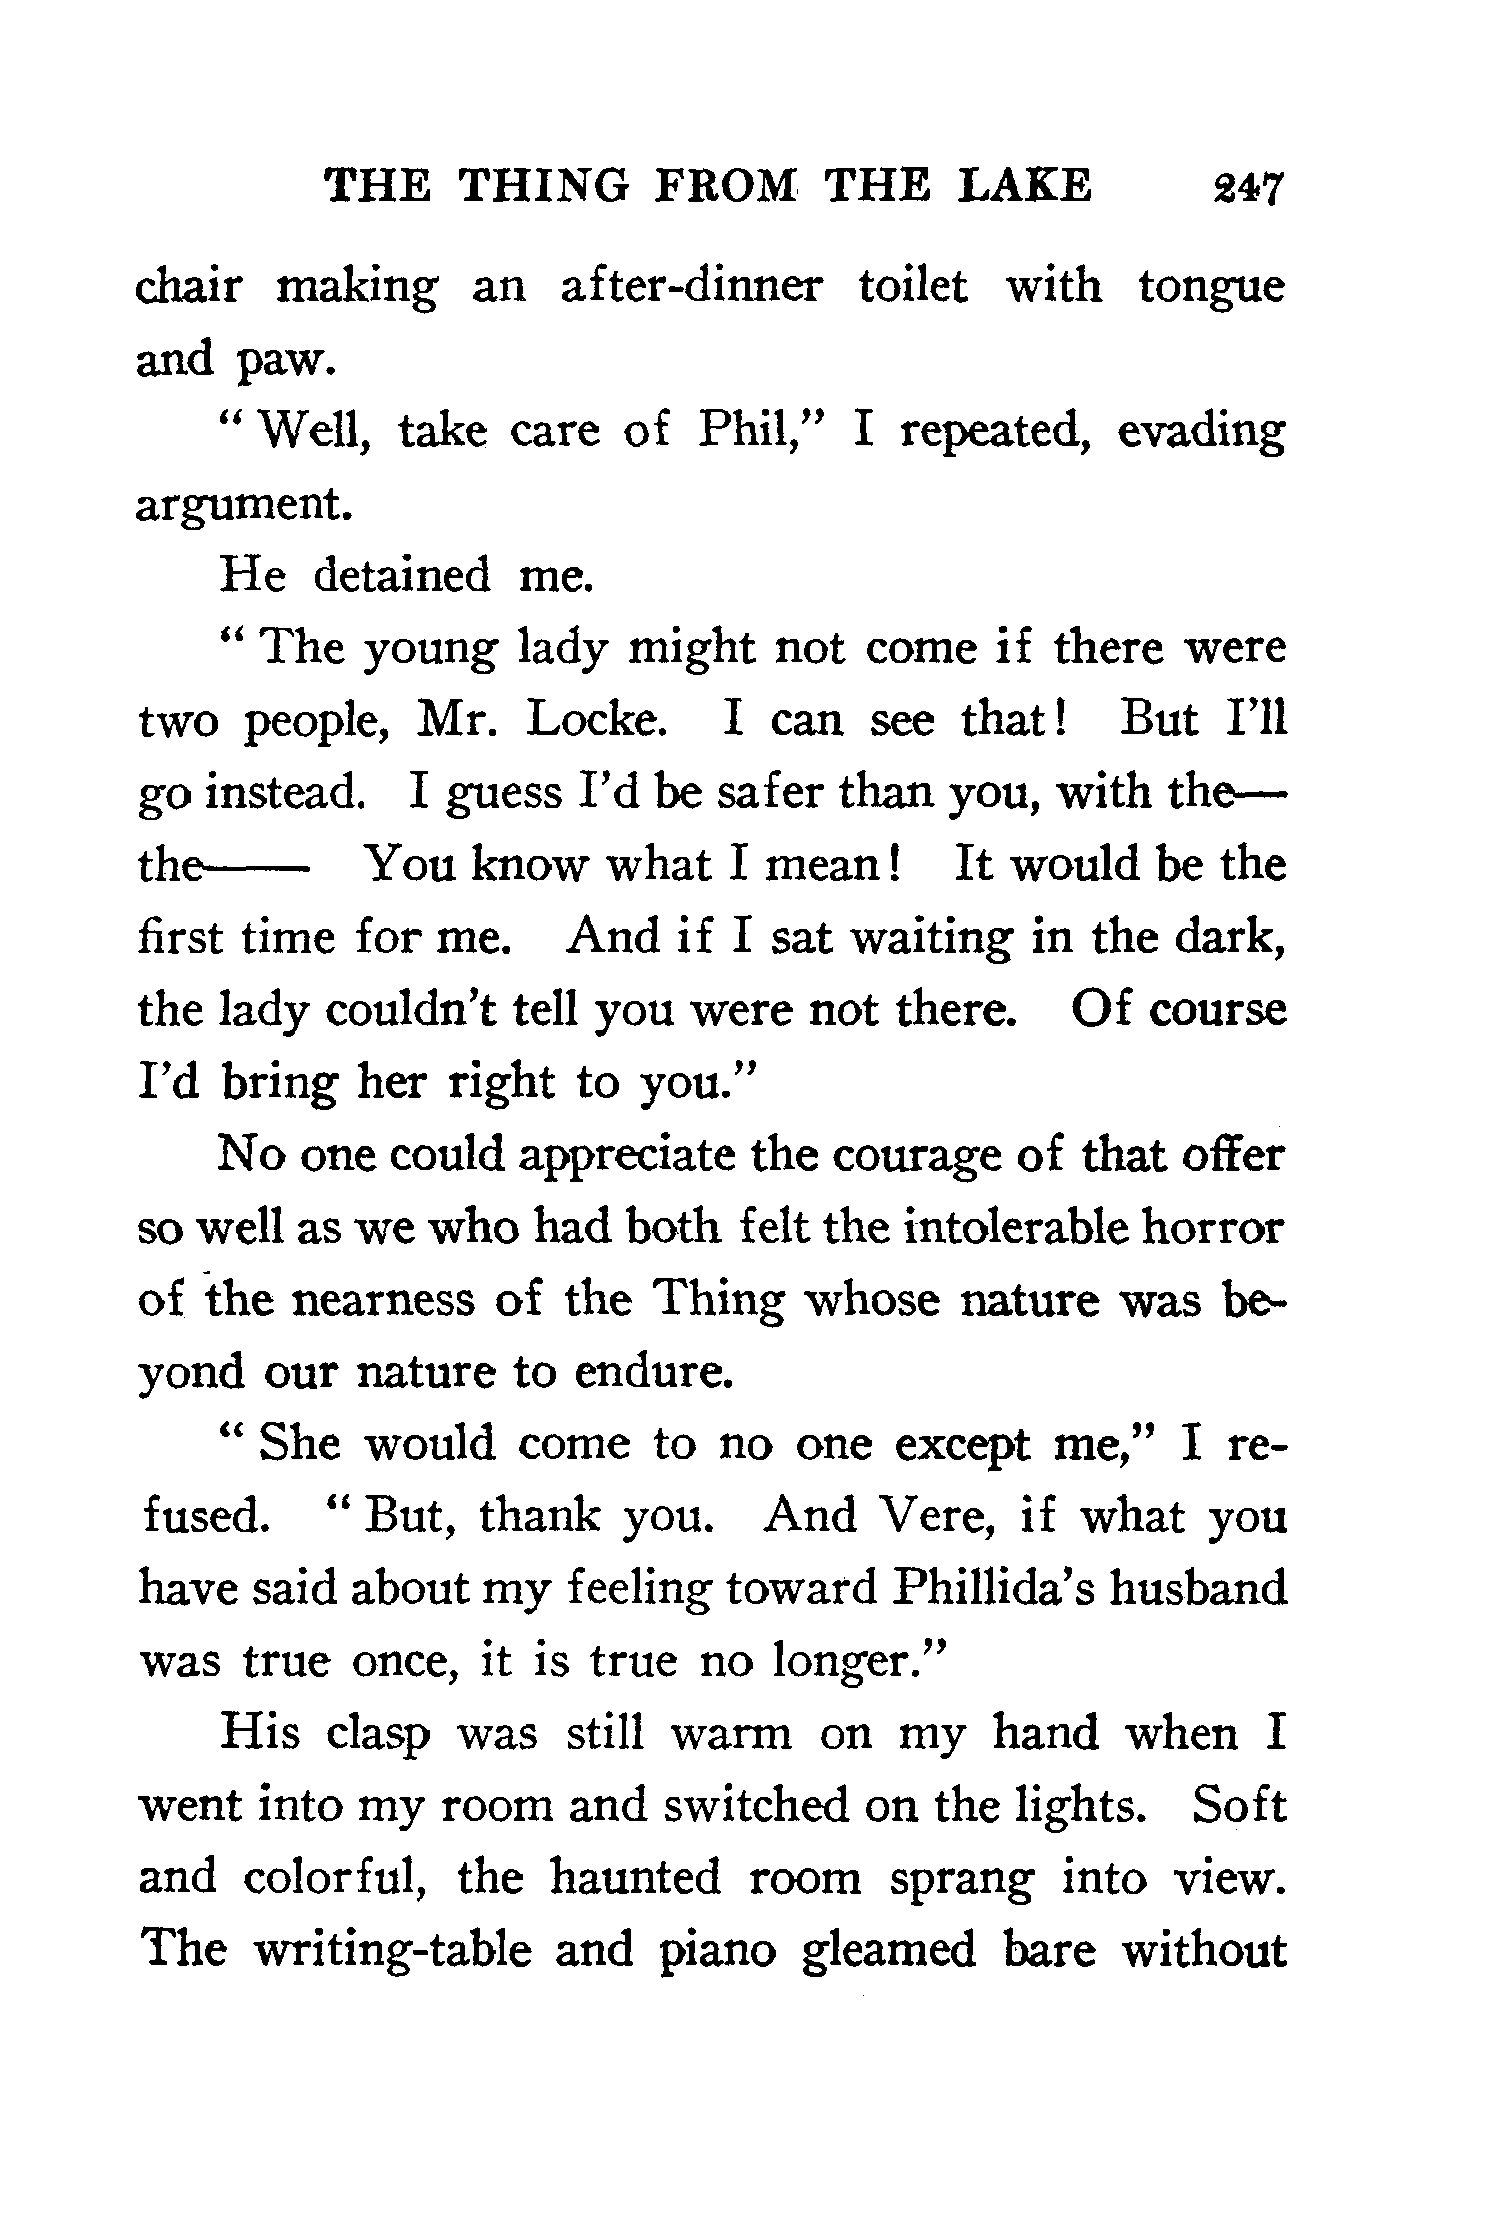 THE THING FROM THE LAKE 247
chair making an after-dinner toilet with tongue
and paw.
“ Well, take care of Phil,” I repeated, evading
argument.
He detained me.
“ The young lady might not come if there were
two people, Mr. Locke. I can see that! But I’ll
go instead. I guess I’d be safer than you, with the—
the—— You know what I mean! It would be the
first time for me. And if I sat waiting in the dark,
the lady couldn’t tell you were not there. Of course
I’d bring her right to you.”
No one could appreciate the courage of that offer
so well as we who had both felt the intolerable horror
of the nearness of the Thing whose nature was be-
yond our nature to endure.
“ She would come to no one except me,” I re-
fused. “ But, thank you. And Vere, if what you
have said about my feeling toward Phillida’s husband
was true once, it is true no longer.”
His clasp was still warm on my hand when I
went into my room and switched on the lights. Soft
and colorful, the haunted room sprang into view.
The writing-table and piano gleamed bare without